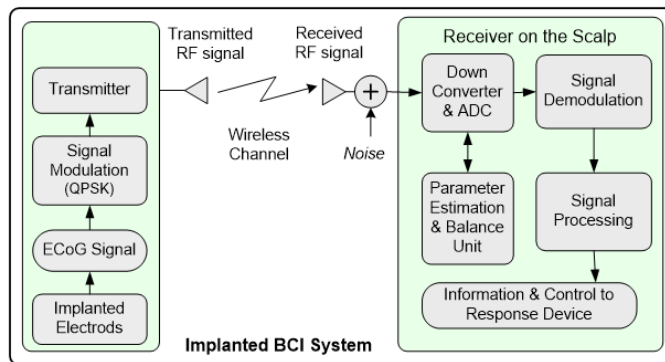 Transmitted
RF signal
Received
RF signal
Receiver on the Scalp
Transmitter
Signal
Modulation
(QPSK)
ECoG Signal
Implanted
Electrods
Wireless
Channel
Noise
Down
Converter
& ADC
Signal
Demodulation
Parameter
Estimation
& Balance
Unit
Signal
Processing
Information & Control to
Response Device
Implanted BCI System